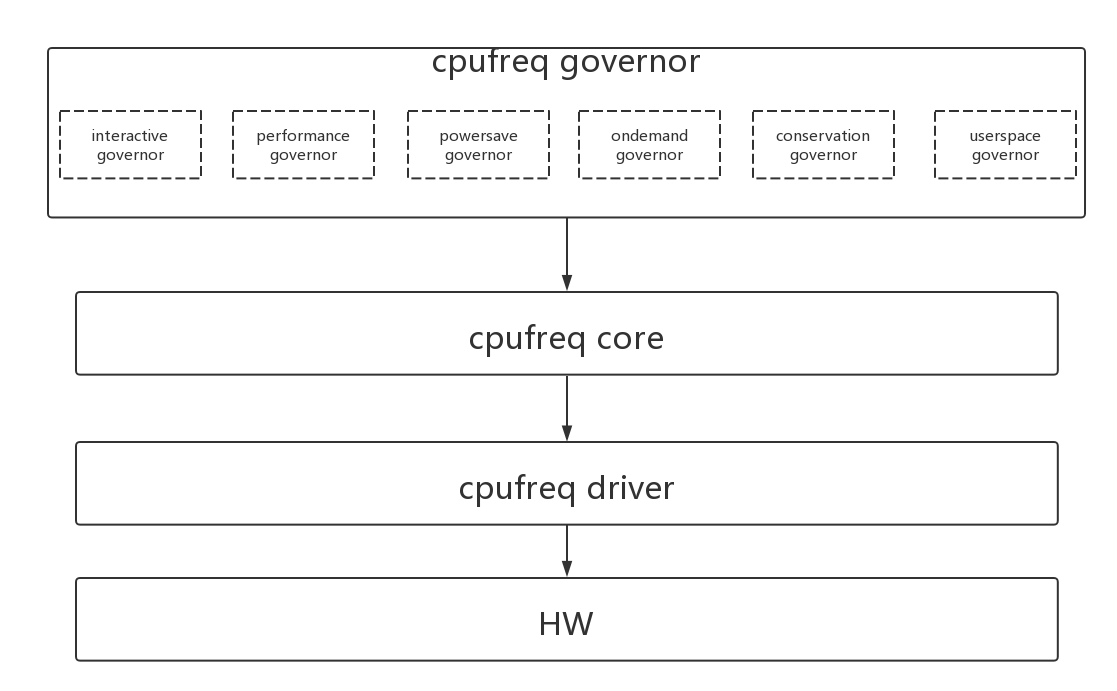 cpufreq governor
interactive
governor
performance
governor
powersave
governor
ondemand
governor
conservation
governor
userspace
governor
cpufreq core
cpufreq driver
HW